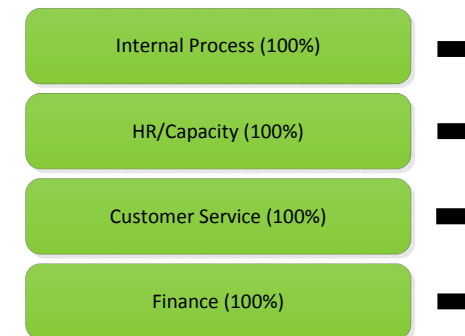 Internal Process (100%)
HR/Capacity (100%)
Customer Service (100%)
Finance (100%)